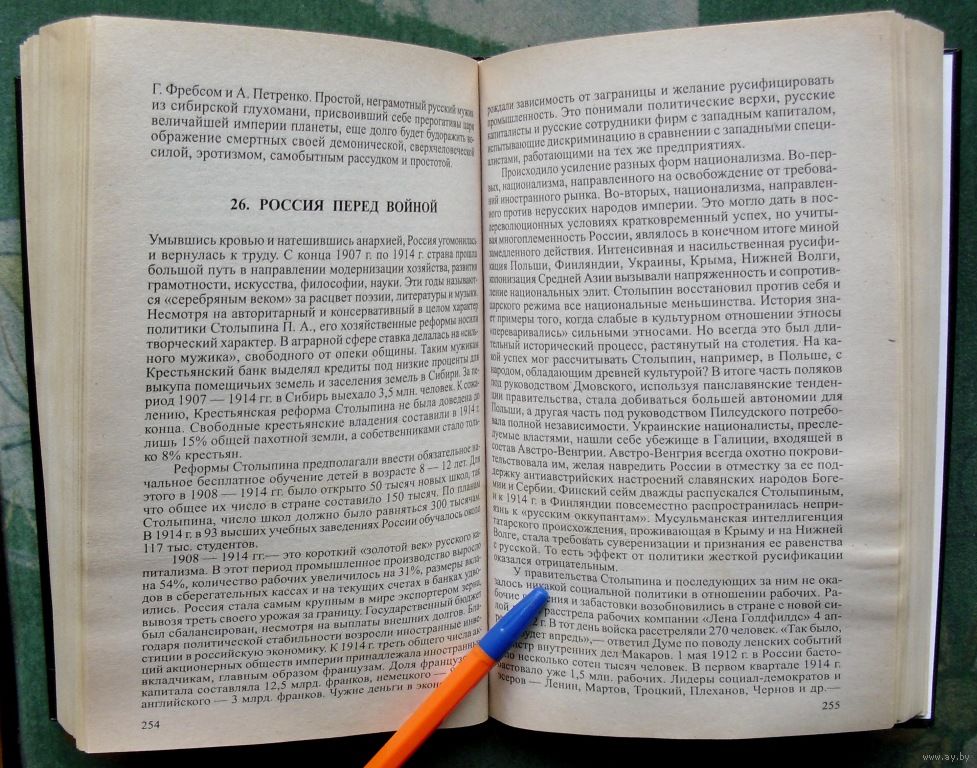 Г. Фребсом и А. Петренко. Простой, неграмотный русский мужик
из сибирской глухомани, присвоивший себе прерогативы царя
величайшей империи планеты, еще долго будет будоражить во-
ображение смертных своей демонической, сверхчеловеческой
силой, эротизмом, самобытным рассудком и простотой.
26. РОССИЯ ПЕРЕД ВОЙНОЙ
Умывшись кровью и натешившись анархией, Россия угомонилась
и вернулась к труду. С конца 1907 г. по 1914 г. страна прошла
большой путь в направлении модернизации хозяйства, развития
грамотности, искусства, философии, науки. Эти годы называют-
ся «серебряным веком» за расцвет поэзии, литературы и музыки.
Несмотря на авторитарный и консервативный в целом характер
политики Столыпина П. А., его хозяйственные реформы носили
творческий характер. В аграрной сфере ставка делалась на «силь-
ного мужика», свободного от опеки общины. Таким мужикам
Крестьянский банк выделял кредиты под низкие проценты для
выкупа помещичьих земель и заселения земель в Сибири. За пе-
риод 1907 — 1914 гг. в Сибирь выехало 3,5 млн. человек. К сожа-
лению, Крестьянская реформа Столыпина не была доведена до
конца. Свободные крестьянские владения составили в 1914 г.
лишь 15% общей пахотной земли, а собственниками стало толь-
ко 8% крестьян.
Реформы Столыпина предполагали ввести обязательное на-
чальное бесплатное обучение детей в возрасте 8 — 12 лет. Для
этого в 1908 — 1914 гг. было открыто 50 тысяч новых школ, так
что общее их число в стране составило 150 тысяч. По планам
Столыпина, число школ должно было равняться 300 тысячам.
В 1914 г. в 93 высших учебных заведениях России обучалось около
117 тыс. студентов.
1908 — 1914 гг.— это короткий «золотой век» русского ка-
питализма. В этот период промышленное производство выросло
на 54%, количество рабочих увеличилось на 31%, размеры вкла-
дов в сберегательных кассах и на текущих счетах в банках удво-
ились. Россия стала самым крупным в мире экспортером зерна,
вывозя треть своего урожая за границу. Государственный бюджет
был сбалансирован, несмотря на выплаты внешних долгов. Бла-
годаря политической стабильности возросли иностранные инве-
стиции в российскую экономику. К 1914 г. треть общего числа ак-
ций акционерных обществ империи принадлежала иностранным
вкладчикам, главным образом французам. Доля французского
капитала составляла 12,5 млрд. франков, немецкого —
английского — 3 млрд. франков. Чужие деньги в
254
рождали зависимость от заграницы и желание русифицировать
промышленность. Это понимали политические верхи, русские
капиталисты и русские сотрудники фирм с западным капиталом,
испытывающие дискриминацию в сравнении с западными специ-
алистами, работающими на тех же предприятиях.
Происходило усиление разных форм национализма. Во-пер-
вых, национализма, направленного на освобождение от требова-
ний иностранного рынка. Во-вторых, национализма, направлен-
ного против нерусских народов империи. Это могло дать в пос-
лереволюционных условиях кратковременный успех, но учиты-
вая многоплеменность России, являлось в конечном итоге миной
замедленного действия. Интенсивная и насильственная русифи-
кация Польши, Финляндии, Украины, Крыма, Нижней Волги,
колонизация Средней Азии вызывали напряженность и сопротив-
ление национальных элит. Столыпин восстановил против себя и
царского режима все национальные меньшинства. История зна-
ет примеры того, когда слабые в культурном отношении этносы
«переваривались» сильными этносами. Но всегда это был дли-
тельный исторический процесс, растянутый на столетия. На ка-
кой успех мог рассчитывать Столыпин, например, в Польше, с
народом, обладающим древней культурой? В итоге часть поляков
под руководством Дмовского, используя панславянские тенден-
ции правительства, стала добиваться большей автономии для
Польши, а другая часть под руководством Пилсудского потребо-
вала полной независимости. Украинские националисты, пресле-
дуемые властями, нашли себе убежище в Галиции, входящей в
состав Австро-Венгрии. Австро-Венгрия всегда охотно покрови-
тельствовала им, желая навредить России в отместку за ее под-
держку антиавстрийских настроений славянских народов Боге-
мии и Сербии. Финский сейм дважды распускался Столыпиным,
и к 1914 г. в Финляндии повсеместно распространилась непри-
язнь к «русским оккупантам». Мусульманская интеллигенция
татарского происхождения, проживающая в Крыму и на Нижней
Волге, стала требовать суверенизации и признания ее равенства
с русской. То есть эффект от политики жесткой русификации
оказался отрицательным.
У правительства Столыпина и последующих за ним не ока-
залось никакой социальной политики в отношении рабочих. Ра-
бочие и забастовки возобновились в стране с новой си-
лой расстрела рабочих компании «Лена Голдфилдс» 4 ап-
г. В тот день войска расстреляли 270 человек. «Так было,
будет впредь»,— ответил Думе по поводу ленских событий
министр внутренних дел Макаров. 1 мая 1912 г. в России басто-
вало несколько сотен тысяч человек. В первом квартале 1914 г.
бастовало уже 1,5 млн. рабочих. Лидеры социал-демократов и
эсеров — Ленин, Мартов, Троцкий, Плеханов, Чернов и др.—
255
www.ay.by